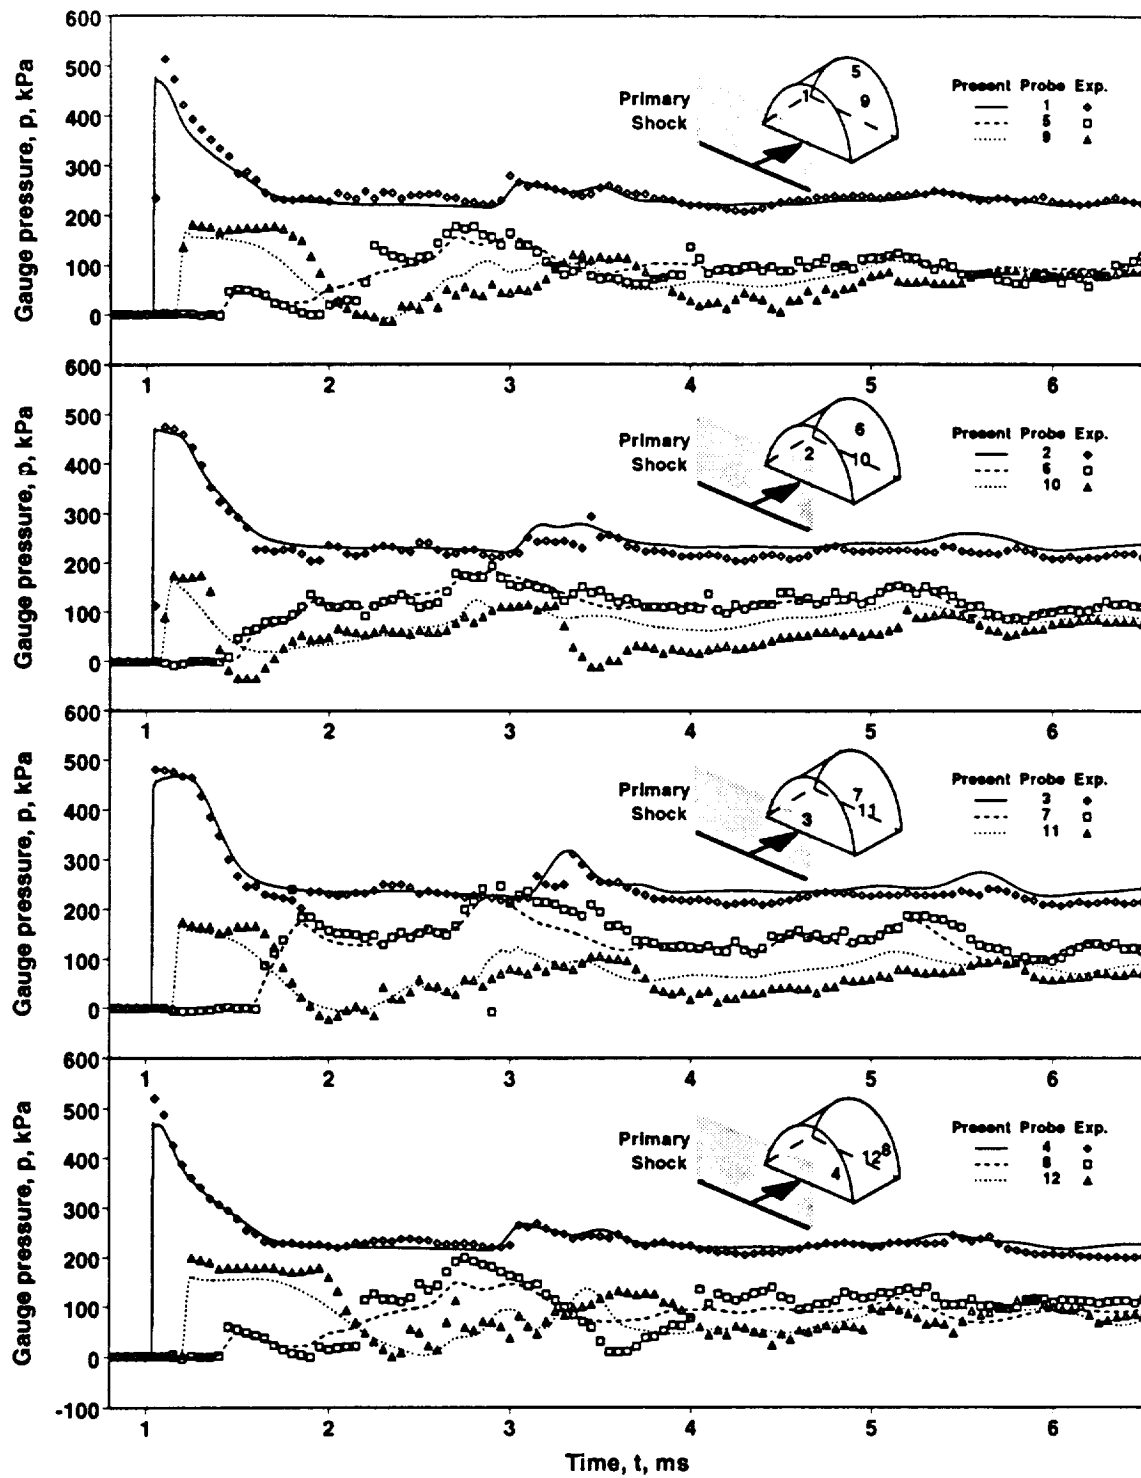 600
500
400
300
200
100
0
Gauge pressure, p, kPa
Primary
Shock
1
5
9
Present Probe Exp.
1
5
9
600
1 2 3 4 5 6
500
400
300
200
100
0
Gauge pressure, p, kPa
Primary
Shock
2
6
10
Present Probe Exp.
2
6
10
600
1 2 3 4 5 6
500
400
300
200
100
0
Gauge pressure, p, kPa
Primary
Shock
3
7
11
Present Probe Exp.
3
7
11
600
1 2 3 4 5 6
500
400
300
200
100
0
-100
Gauge pressure, p, kPa
Primary
Shock
4
12
8
Present Probe Exp.
4
8
12
1 2 3 4 5 6
Time, t, ms